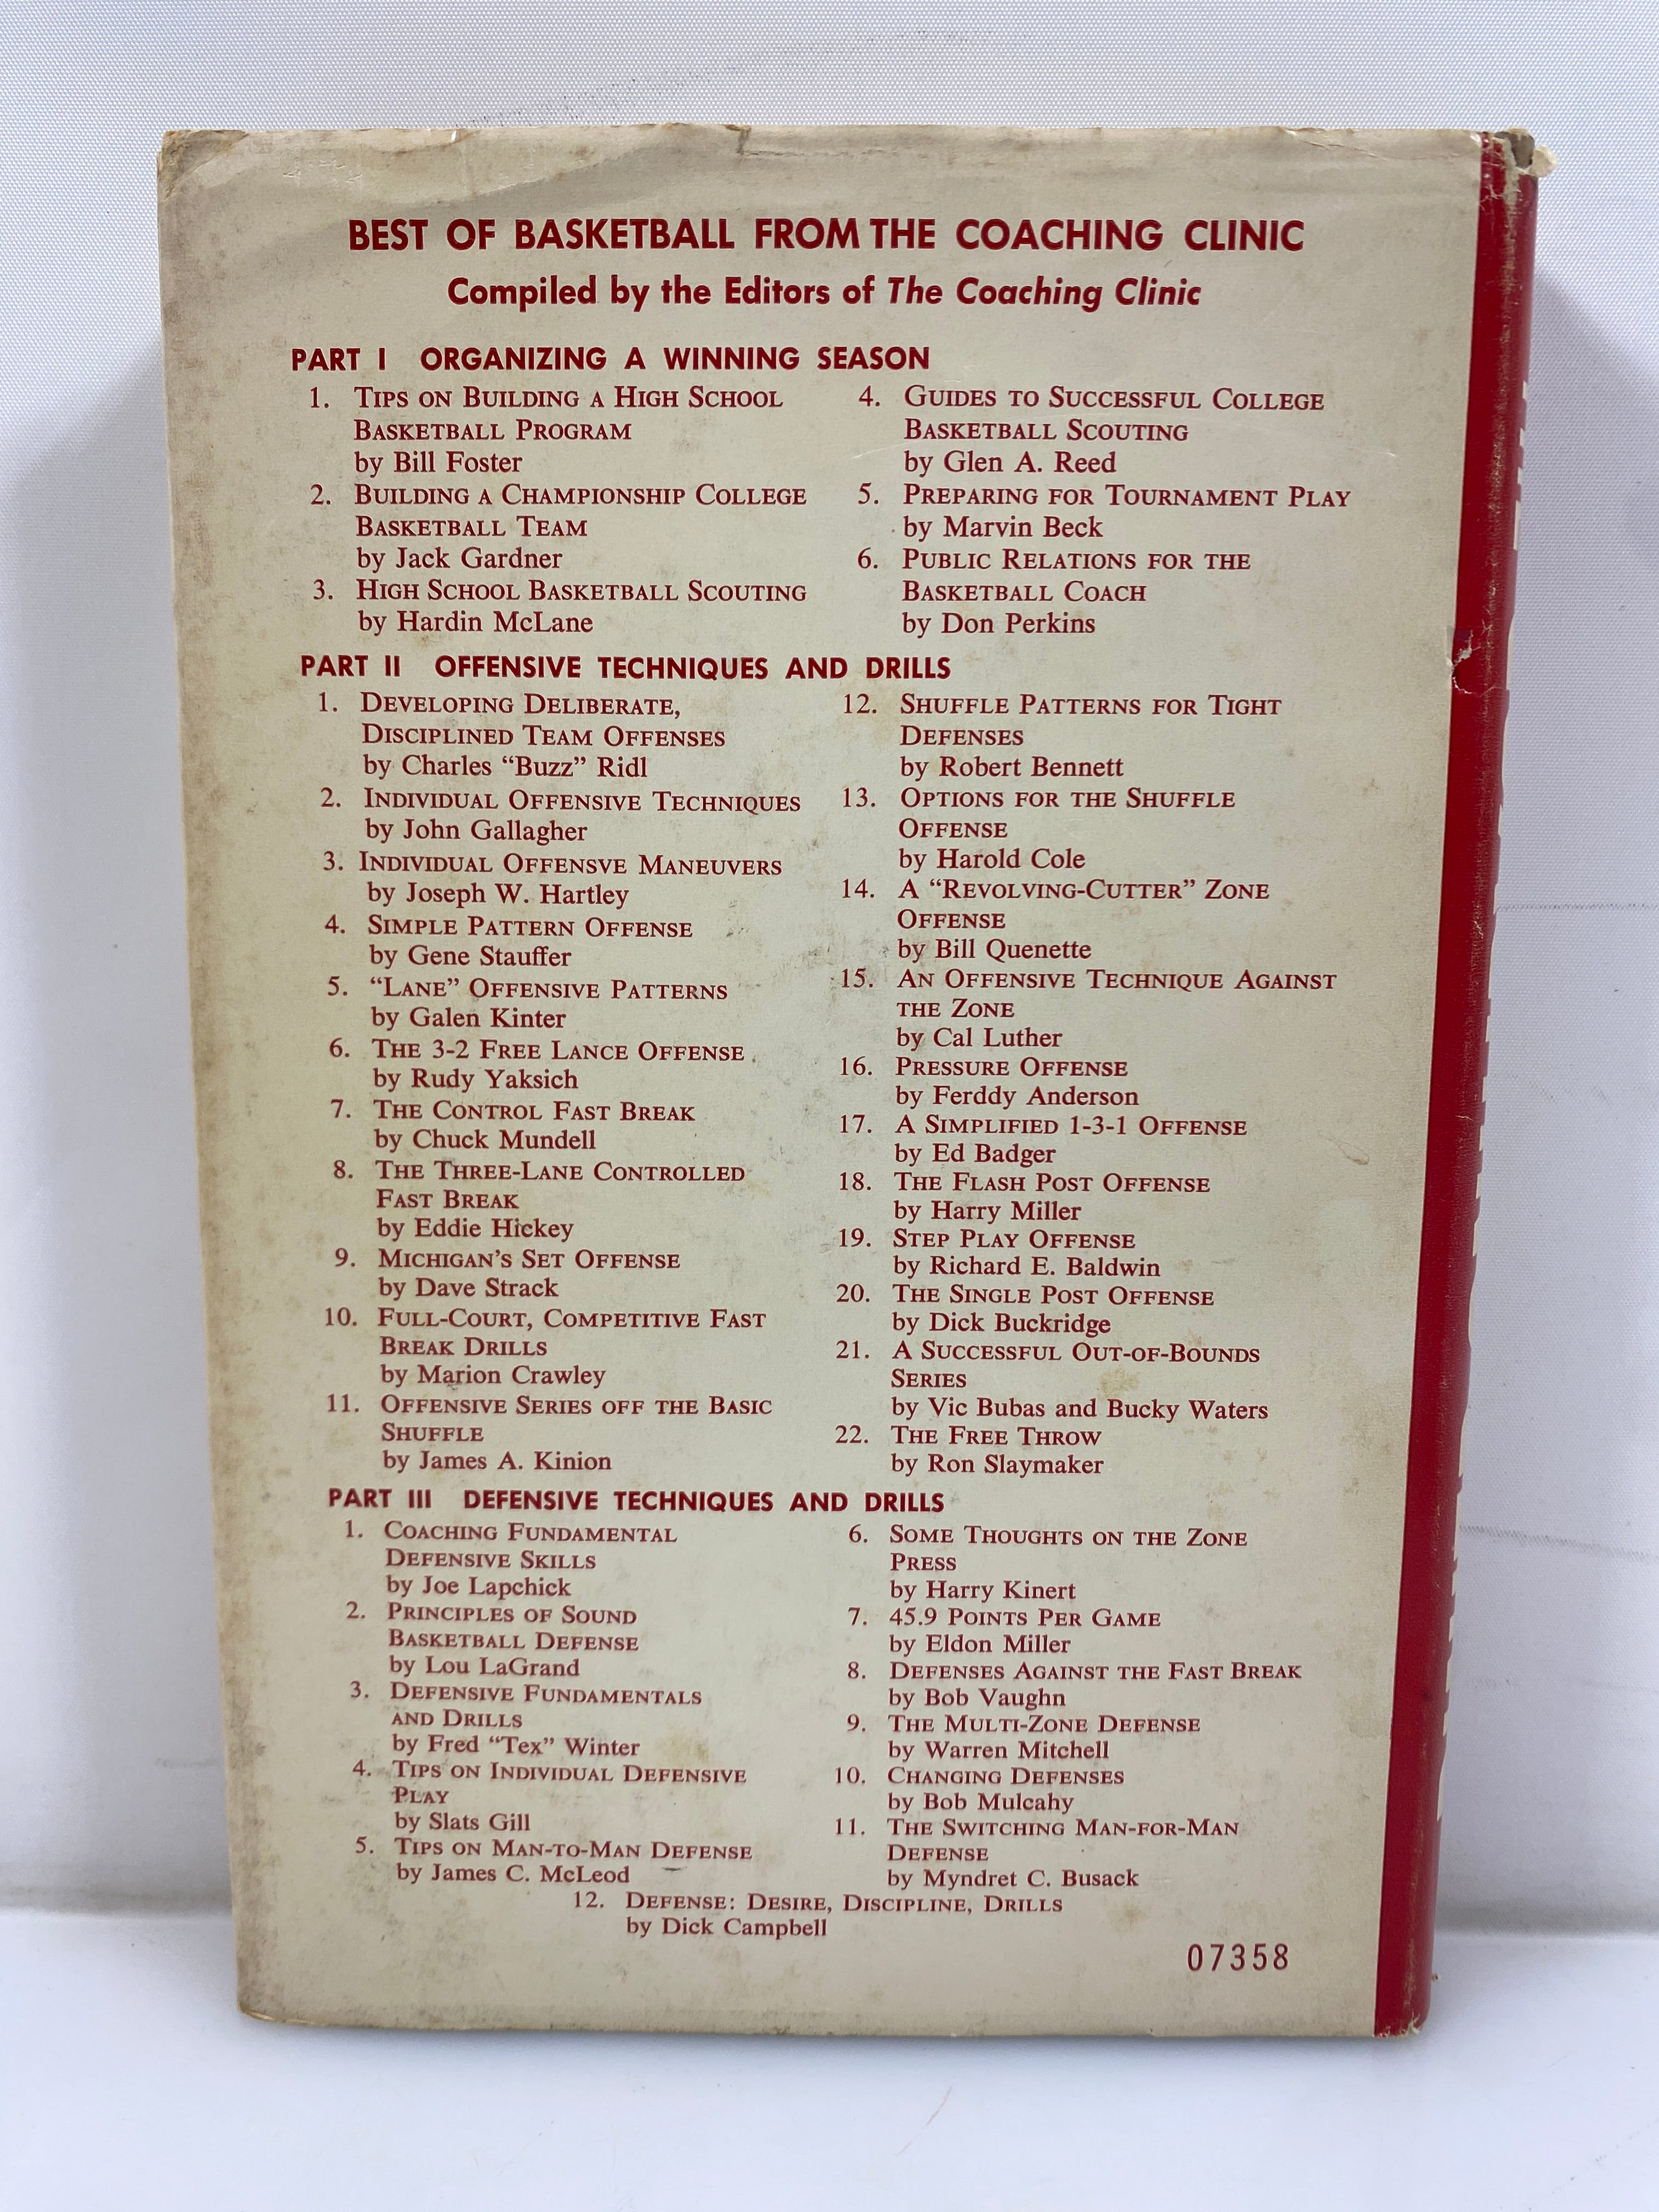 BEST OF BASKETBALL FROM THE COACHING CLINIC
Compiled by the Editors of The Coaching Clinic
PART I ORGANIZING A WINNING SEASON
1. TIPS ON BUILDING A HIGH SCHOOL
BASKETBALL PROGRAM
by Bill Foster
2. BUILDING A CHAMPIONSHIP COLLEGE
BASKETBALL TEAM
by Jack Gardner
3. HIGH SCHOOL BASKETBALL SCOUTING
by Hardin McLane
4. GUIDES TO SUCCESSFUL COLLEGE
BASKETBALL SCOUTING
by Glen A. Reed
5. PREPARING FOR TOURNAMENT PLAY
by Marvin Beck
6. PUBLIC RELATIONS FOR THE
BASKETBALL COACH
by Don Perkins
PART II OFFENSIVE TECHNIQUES AND DRILLS
1. DEVELOPING DELIBERATE,
DISCIPLINED TEAM OFFENSES
by Charles “Buzz” Ridl
2. INDIVIDUAL OFFENSIVE TECHNIQUES
by John Gallagher
3. INDIVIDUAL OFFENSVE MANEUVERS
by Joseph W. Hartley
4. SIMPLE PATTERN OFFENSE
by Gene Stauffer
5. “LANE” OFFENSIVE PATTERNS
by Galen Kinter
6. THE 3-2 FREE LANCE OFFENSE
by Rudy Yaksich
7. THE CONTROL FAST BREAK
by Chuck Mundell
8. THE THREE-LANE CONTROLLED
FAST BREAK
by Eddie Hickey
9. MICHIGAN’S SET OFFENSE
by Dave Strack
10. FULL-COURT, COMPETITIVE FAST
BREAK DRILLS
by Marion Crawley
11. OFFENSIVE SERIES OFF THE BASIC
SHUFFLE
by James A. Kinion
12. SHUFFLE PATTERNS FOR TIGHT
DEFENSES
by Robert Bennett
13. OPTIONS FOR THE SHUFFLE
OFFENSE
by Harold Cole
14. A “REVOLVING-CUTTER” ZONE
OFFENSE
by Bill Quenette
15. AN OFFENSIVE TECHNIQUE AGAINST
THE ZONE
by Cal Luther
16. PRESSURE OFFENSE
by Ferddy Anderson
17. A SIMPLIFIED 1-3-1 OFFENSE
by Ed Badger
18. THE FLASH POST OFFENSE
by Harry Miller
19. STEP PLAY OFFENSE
by Richard E. Baldwin
20. THE SINGLE POST OFFENSE
by Dick Buckridge
21. A SUCCESSFUL OUT-OF-BOUNDS
SERIES
by Vic Bubas and Bucky Waters
22. THE FREE THROW
by Ron Slaymaker
PART III DEFENSIVE TECHNIQUES AND DRILLS
1. COACHING FUNDAMENTAL
DEFENSIVE SKILLS
by Joe Lapchick
2. PRINCIPLES OF SOUND
BASKETBALL DEFENSE
by Lou LaGrand
3. DEFENSIVE FUNDAMENTALS
AND DRILLS
by Fred “Tex” Winter
4. TIPS ON INDIVIDUAL DEFENSIVE
PLAY
by Slats Gill
5. TIPS ON MAN-TO-MAN DEFENSE
by James C. McLeod
6. SOME THOUGHTS ON THE ZONE
PRESS
by Harry Kinert
7. 45.9 POINTS PER GAME
by Eldon Miller
8. DEFENSES AGAINST THE FAST BREAK
by Bob Vaughn
9. THE MULTI-ZONE DEFENSE
by Warren Mitchell
10. CHANGING DEFENSES
by Bob Mulcahy
11. THE SWITCHING MAN-FOR-MAN
DEFENSE
by Myndret C. Busack
12. DEFENSE: DESIRE, DISCIPLINE, DRILLS
by Dick Campbell
07358